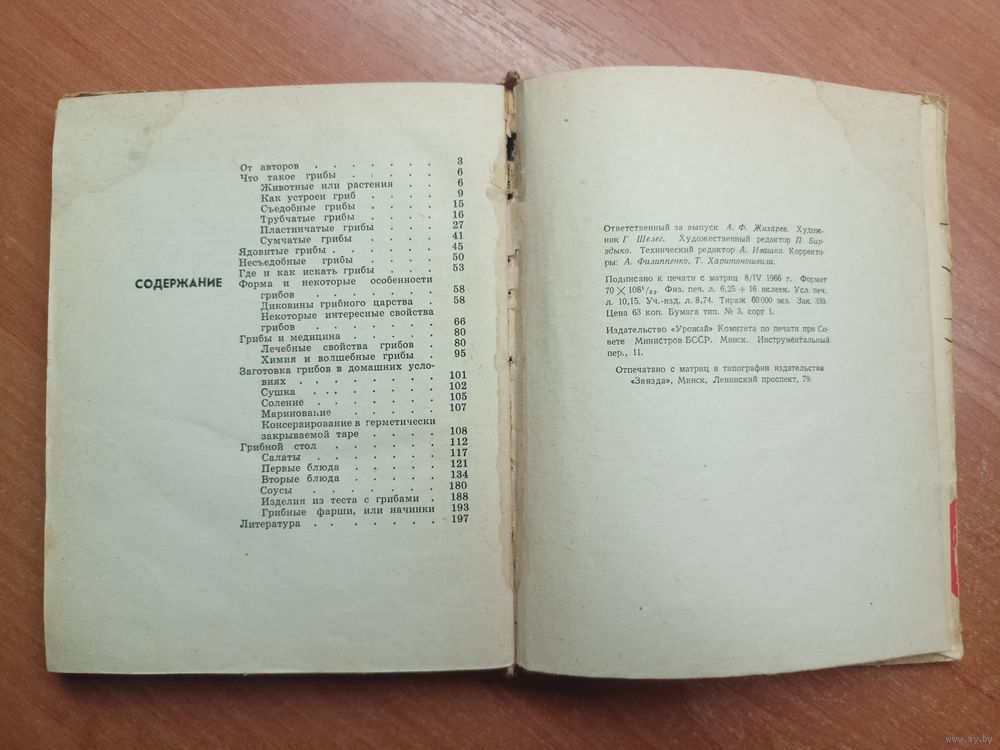 СОДЕРЖАНИЕ
От авторов . . . . . . . 3
Что такое грибы . . . . . 6
Животные или растения . . 6
Как устроен гриб . . . . 9
Съедобные грибы . . . . 15
Трубчатые грибы . . . . 16
Пластинчатые грибы . . . 27
Сумчатые грибы . . . . 41
Ядовитые грибы . . . . . 45
Несъедобные грибы . . . . 50
Где и как искать грибы . . . 53
Форма и некоторые особенности
грибов . . . . . . . 58
Диковины грибного царства . 58
Некоторые интересные свойства
грибов . . . . . . 66
Грибы и медицина . . . . 80
Лечебные свойства грибов . 80
Химия и волшебные грибы . 95
Заготовка грибов в домашних усло-
виях . . . . . . . 101
Сушка . . . . . . . 102
Соление . . . . . . 105
Маринование . . . . . 107
Консервирование в герметически
закрываемой таре . . . . 108
Грибной стол . . . . . . 112
Салаты . . . . . . 117
Первые блюда . . . . . 121
Вторые блюда . . . . . 134
Соусы . . . . . . 180
Изделия из теста с грибами . 188
Грибные фарши, или начинки 193
Литература . . . . . . . 197
Ответственный за выпуск А. Ф. Жихарев. Худож-
ник Г. Шелег. Художественный редактор П. Бар-
здыко. Технический редактор А. Ивашко. Коррек-
ры: А. Филиппенко, Т. Харитоношвили.
Подписано к печати с матриц 8/IV 1966 г. Формат
70 × 108¹/₃₂. Физ. печ. л. 6,25 + 16 вклеек. Усл. печ.
л. 10,15. Уч.-изд. л. 8,74. Тираж 60 000 экз. Зак. 339.
Цена 63 коп. Бумага тип. № 3, сорт 1.
Издательство «Урожай» Комитета по печати при Со-
вете Министров БССР. Минск. Инструментальный
пер., 11.
Отпечатано с матриц в типографии издательства
«Звязда», Минск, Ленинский проспект, 79.
www.ay.by